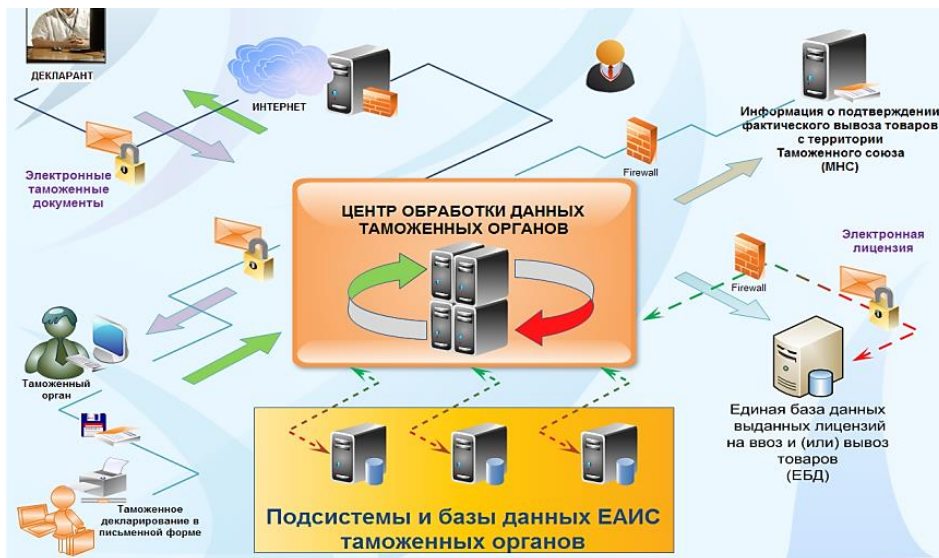 ДЕКЛАРАНТ
ИНТЕРНЕТ
Информация о подтверждении
фактического вывоза товаров
с территории
Таможенного союза
(МНС)
Firewall
Электронные
таможенные
документы
ЦЕНТР ОБРАБОТКИ ДАННЫХ
ТАМОЖЕННЫХ ОРГАНОВ
Электронная
лицензия
Firewall
Таможенный
орган
Единая база данных
выданных лицензий
на ввоз и (или) вывоз
товаров
(ЕБД)
Таможенное
декларирование в
письменной форме
Подсистемы и базы данных ЕАИС
таможенных органов